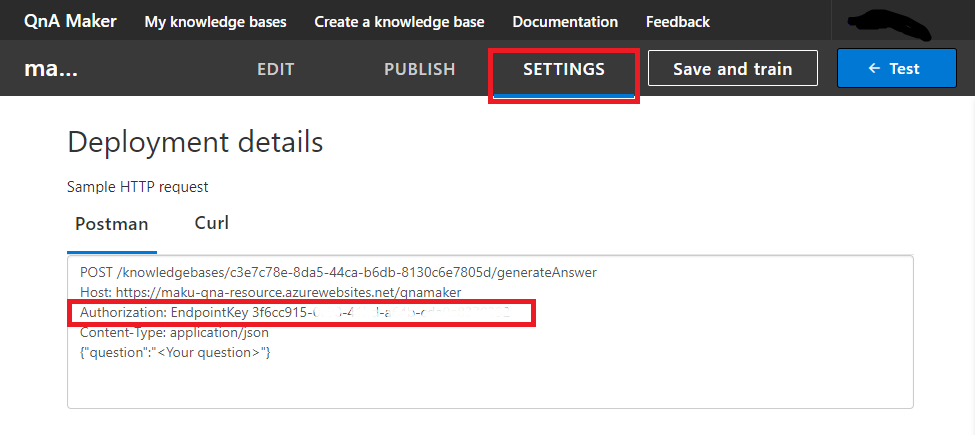 QnA Maker My knowledge bases Create a knowledge base Documentation Feedback
ma... EDIT PUBLISH SETTINGS Save and train ← Test
Deployment details
Sample HTTP request
Postman Curl
POST /knowledgebases/c3e7c78e-8da5-44ca-b6db-8130c6e7805d/generateAnswer
Host: https://maku-qna-resource.azurewebsites.net/qnamaker
Authorization: EndpointKey 3f6cc915-
Content-Type: application/json
{"question":"<Your question>"}